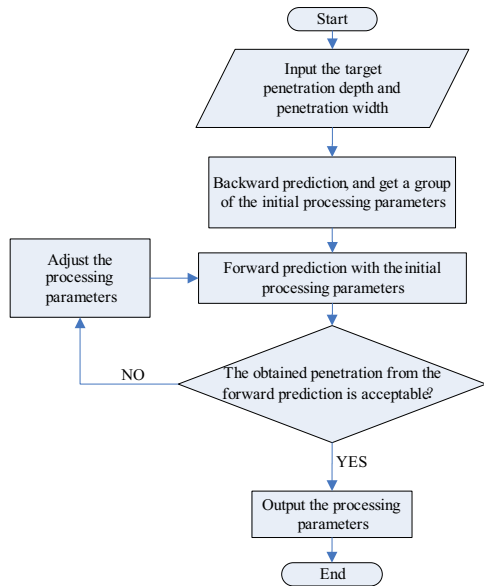 Start
Input the target
penetration depth and
penetration width
Backward prediction, and get a group
of the initial processing parameters
Adjust the
processing
parameters
Forward prediction with the initial
processing parameters
NO
The obtained penetration from the
forward prediction is acceptable?
YES
Output the processing
parameters
End